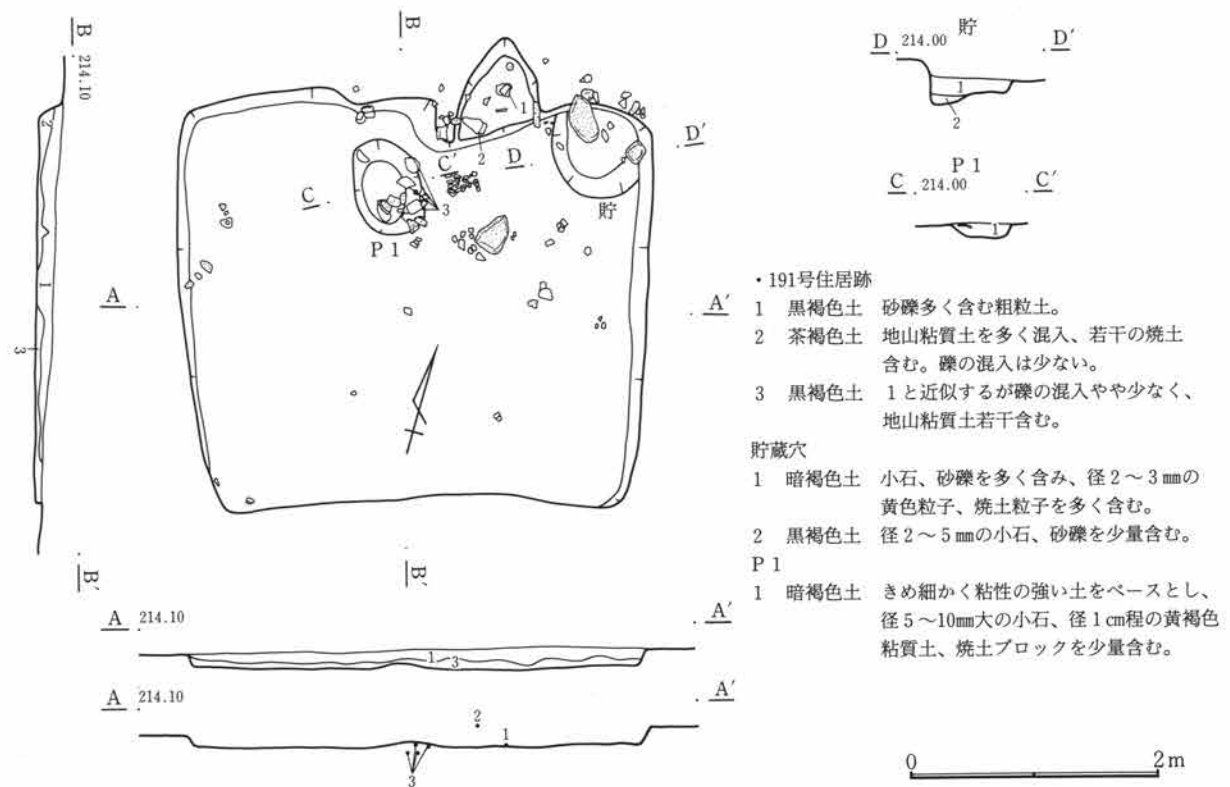 B
214.10
2
1
3
B′
B
1
2
C′
D
D′
C
3
貯
P 1
A
A′
B′
A 214.10 A′
1 3
A 214.10 A′
2
1
3
貯
D 214.00 D′
1
2
P 1
C 214.00 C′
1
・191号住居跡
1 黒褐色土 砂礫多く含む粗粒土。
2 茶褐色土 地山粘質土を多く混入、若干の焼土
含む。礫の混入は少ない。
3 黒褐色土 1と近似するが礫の混入やや少なく、
地山粘質土若干含む。
貯蔵穴
1 暗褐色土 小石、砂礫を多く含み、径2～3㎜の
黄色粒子、焼土粒子を多く含む。
2 黒褐色土 径2～5㎜の小石、砂礫を少量含む。
P 1
1 暗褐色土 きめ細かく粘性の強い土をベースとし、
径5～10㎜大の小石、径1㎝程の黄褐色
粘質土、焼土ブロックを少量含む。
0 2 m